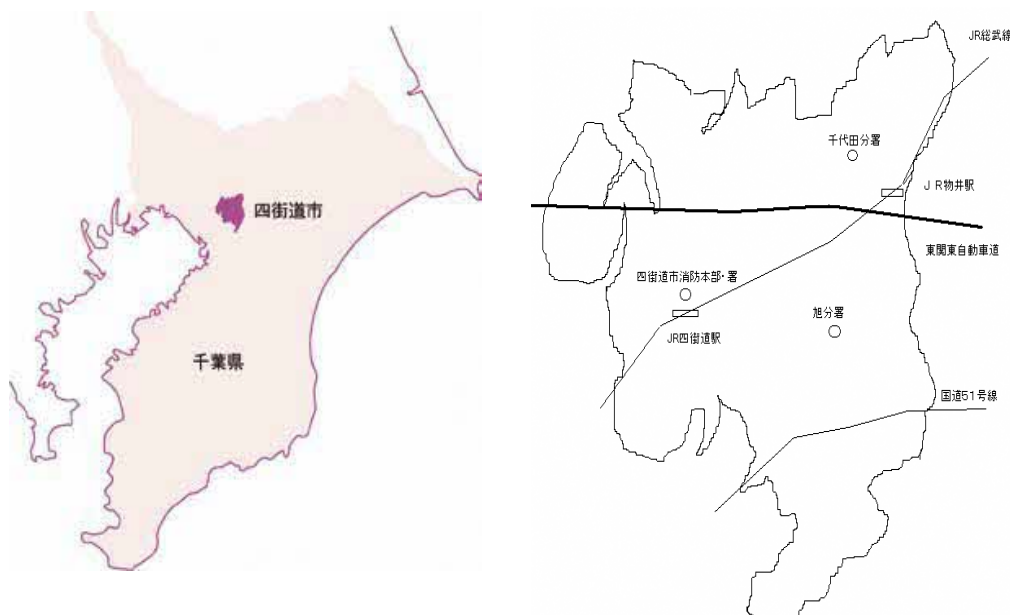 四街道市
千葉県
JR総武線
千代田分署
JR物井駅
東関東自動車道
四街道市消防本部・署
旭分署
JR四街道駅
国道51号線